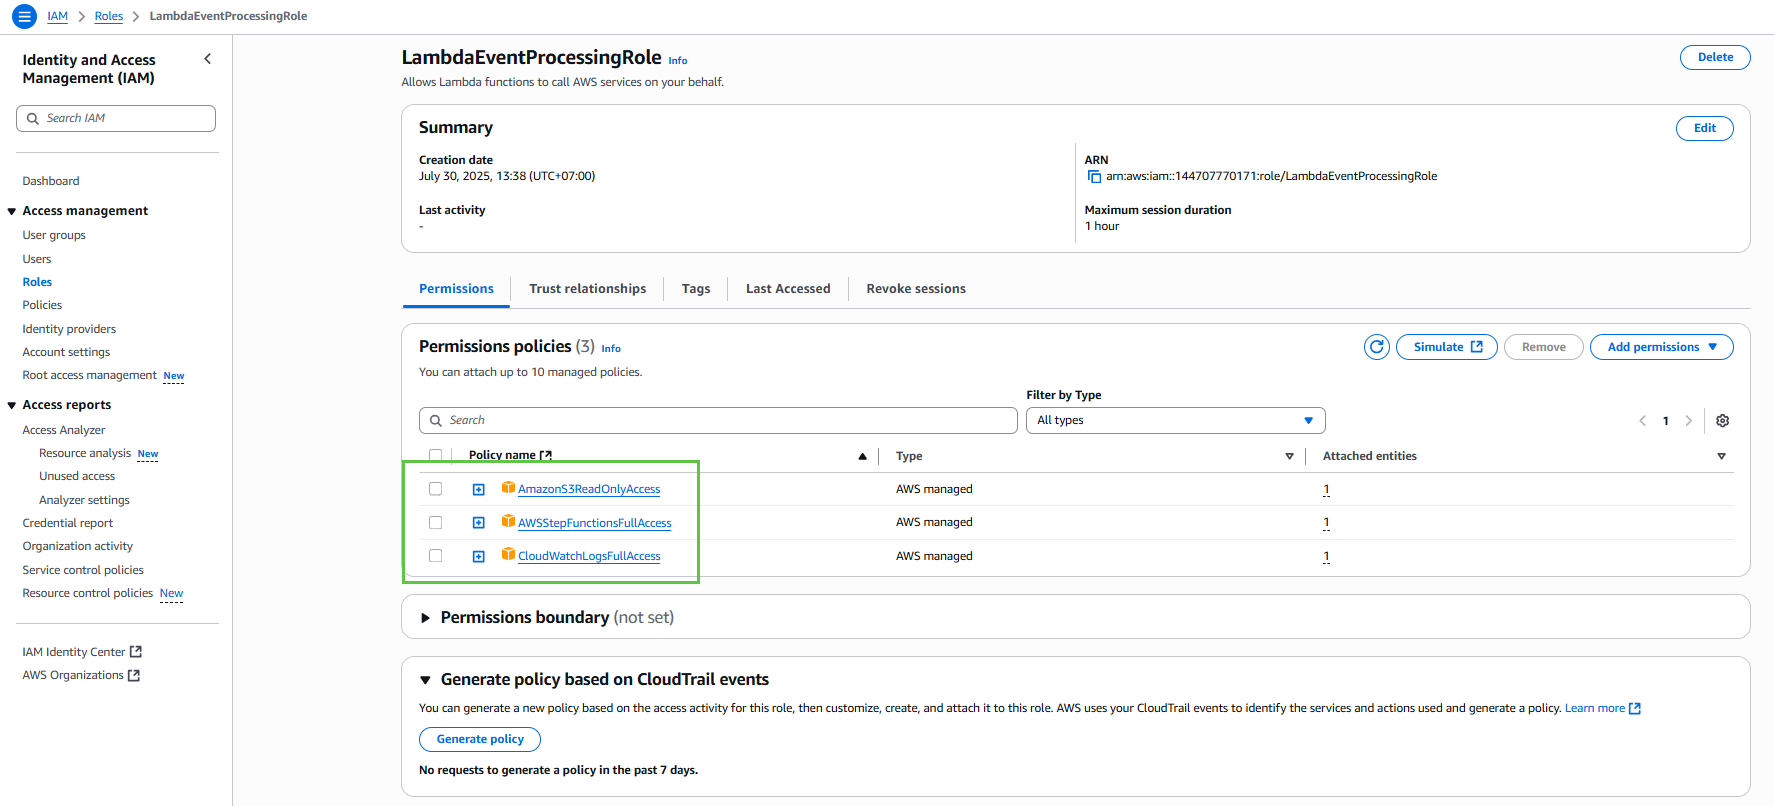 IAM > Roles > LambdaEventProcessingRole
Identity and Access
Management (IAM)
Search IAM
Dashboard
Access management
User groups
Users
Roles
Policies
Identity providers
Account settings
Root access management New
Access reports
Access Analyzer
Resource analysis New
Unused access
Analyzer settings
Credential report
Organization activity
Service control policies
Resource control policies New
IAM Identity Center
AWS Organizations
LambdaEventProcessingRole Info
Delete
Allows Lambda functions to call AWS services on your behalf.
Summary
Edit
Creation date
July 30, 2025, 13:38 (UTC+07:00)
ARN
arn:aws:iam::144707770171:role/LambdaEventProcessingRole
Last activity
-
Maximum session duration
1 hour
Permissions Trust relationships Tags Last Accessed Revoke sessions
Permissions policies (3) Info
Simulate Remove Add permissions
You can attach up to 10 managed policies.
Filter by Type
Search
All types
1
Policy name Type Attached entities
AmazonS3ReadOnlyAccess AWS managed 1
AWSStepFunctionsFullAccess AWS managed 1
CloudWatchLogsFullAccess AWS managed 1
Permissions boundary (not set)
Generate policy based on CloudTrail events
You can generate a new policy based on the access activity for this role, then customize, create, and attach it to this role. AWS uses your CloudTrail events to identify the services and actions used and generate a policy. Learn more
Generate policy
No requests to generate a policy in the past 7 days.